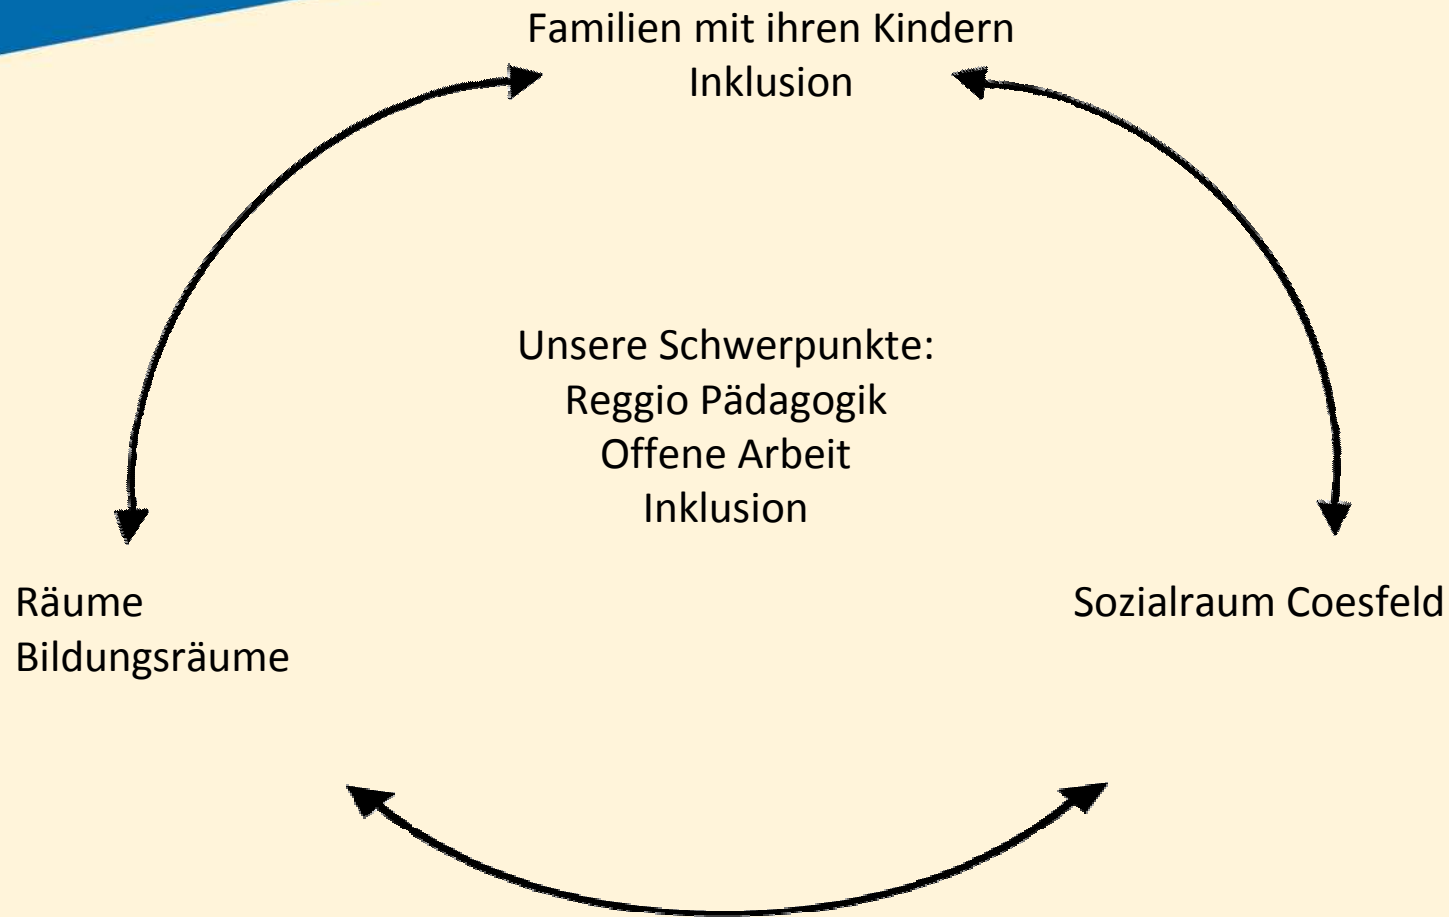 Familien mit ihren Kindern
Inklusion
Unsere Schwerpunkte:
Reggio Pädagogik
Offene Arbeit
Inklusion
Räume
Bildungsräume
Sozialraum Coesfeld